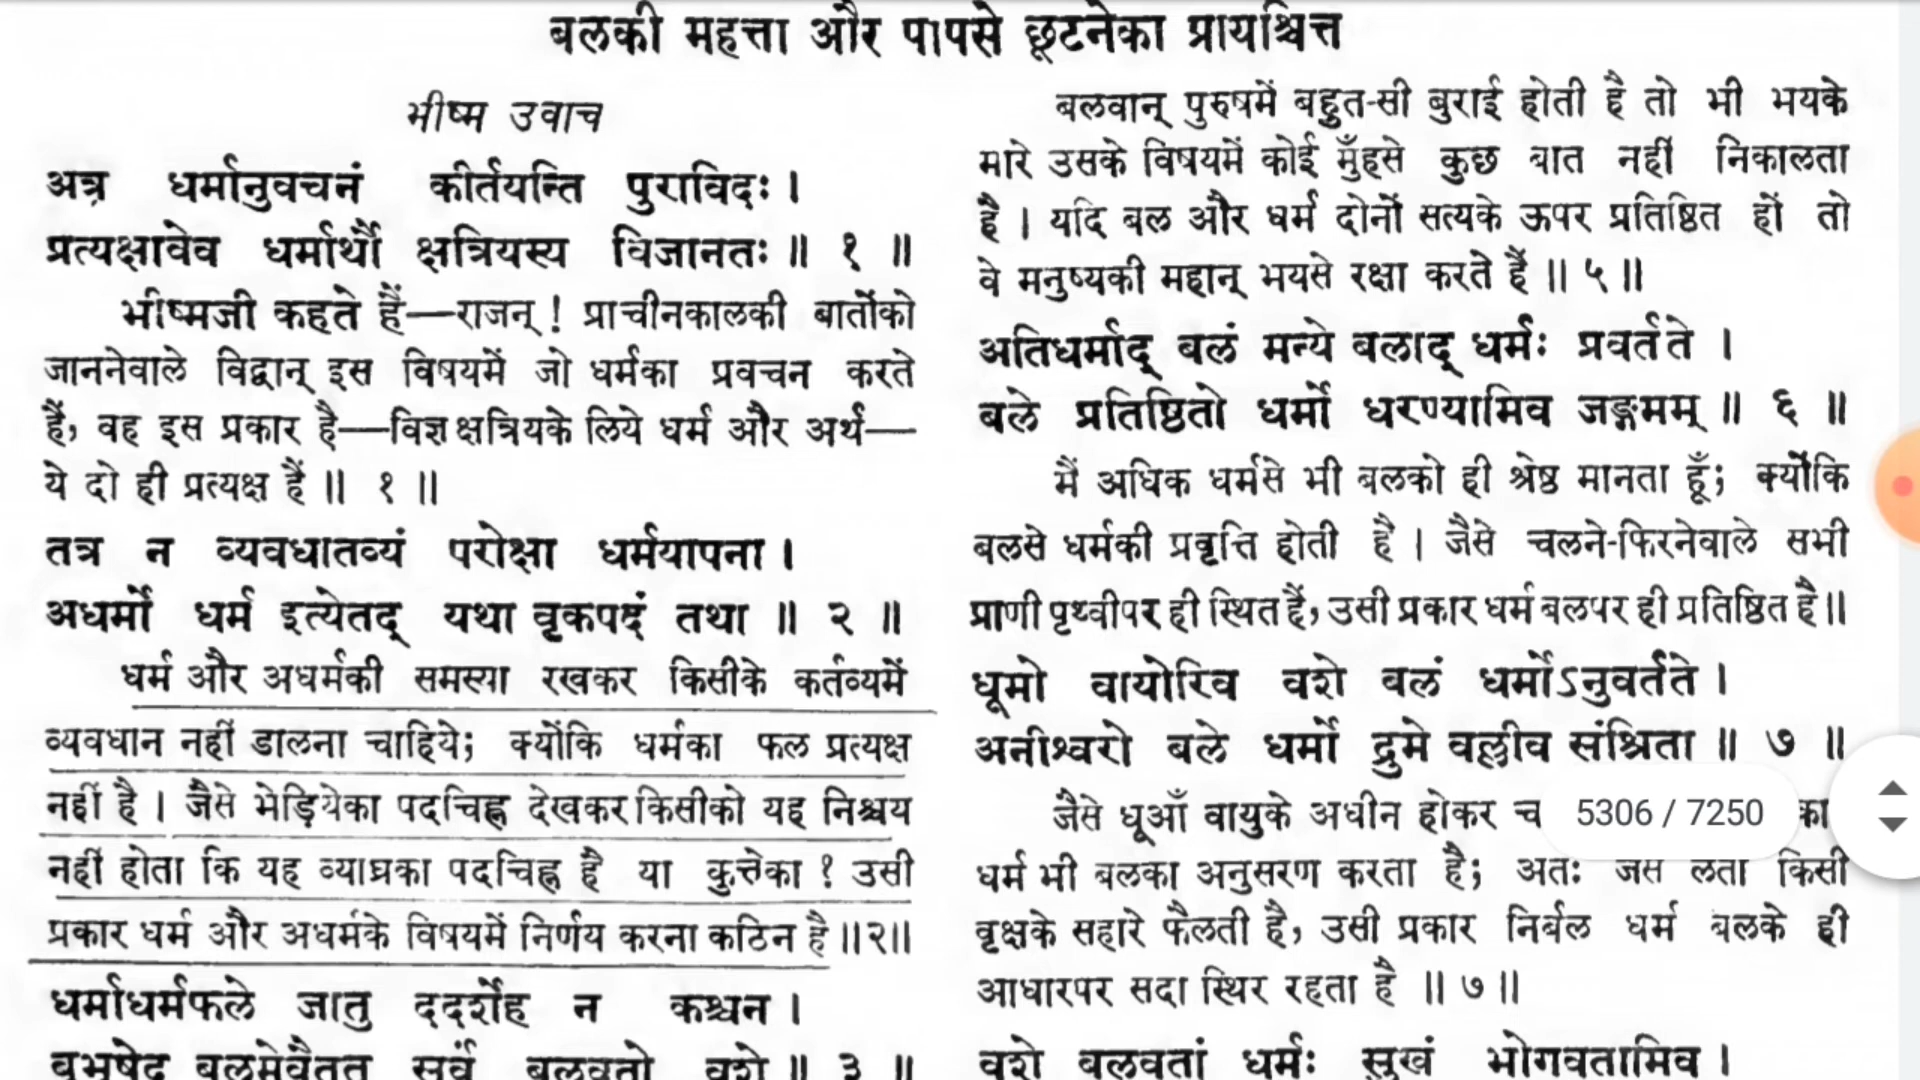 बलकी महत्ता और पापसे छूटनेका प्रायश्चित्त
भीष्म उवाच
अत्र धर्मानुवचनं कीर्तयन्ति पुराविदः ।
प्रत्यक्षावेव धर्मार्थौ क्षत्रियस्य विजानतः ॥ १ ॥
भीष्मजी कहते हैं—राजन् ! प्राचीनकालकी बातोंको
जाननेवाले विद्वान् इस विषयमें जो धर्मका प्रवचन करते
हैं, वह इस प्रकार है—विज्ञ क्षत्रियके लिये धर्म और अर्थ—
ये दो ही प्रत्यक्ष हैं ॥ १ ॥
तत्र न व्यवधातव्यं परोक्षा धर्मयापना ।
अधर्मो धर्म इत्येतद् यथा वृकपदं तथा ॥ २ ॥
धर्म और अधर्मकी समस्या रखकर किसीके कर्तव्यमें
व्यवधान नहीं डालना चाहिये; क्योंकि धर्मका फल प्रत्यक्ष
नहीं है । जैसे भेड़ियेका पदचिह्न देखकर किसीको यह निश्चय
नहीं होता कि यह व्याघ्रका पदचिह्न है या कुत्तेका ? उसी
प्रकार धर्म और अधर्मके विषयमें निर्णय करना कठिन है ॥२॥
धर्माधर्मफले जातु ददर्शेह न कश्चन ।
बुभूषेद् बलमेवैतत् सर्वं बलवतो वशे ॥ ३ ॥
बलवान् पुरुषमें बहुत-सी बुराई होती है तो भी भयके
मारे उसके विषयमें कोई मुँहसे कुछ बात नहीं निकालता
है । यदि बल और धर्म दोनों सत्यके ऊपर प्रतिष्ठित हों तो
वे मनुष्यकी महान् भयसे रक्षा करते हैं ॥ ५ ॥
अतिधर्माद् बलं मन्ये बलाद् धर्मः प्रवर्तते ।
बले प्रतिष्ठितो धर्मो धरण्यामिव जङ्गमम् ॥ ६ ॥
मैं अधिक धर्मसे भी बलको ही श्रेष्ठ मानता हूँ; क्योंकि
बलसे धर्मकी प्रवृत्ति होती है । जैसे चलने-फिरनेवाले सभी
प्राणी पृथ्वीपर ही स्थित हैं, उसी प्रकार धर्म बलपर ही प्रतिष्ठित है ॥
धूमो वायोरिव वशे बलं धर्मोऽनुवर्तते ।
अनीश्वरो बले धर्मो द्रुमे वल्लीव संश्रिता ॥ ७ ॥
जैसे धूआँ वायुके अधीन होकर
5306 / 7250
धर्म भी बलका अनुसरण करता है; अतः जैसे लता किसी
वृक्षके सहारे फैलती है, उसी प्रकार निर्बल धर्म बलके ही
आधारपर सदा स्थिर रहता है ॥ ७ ॥
वशे बलवतां धर्मः सुखं भोगवतामिव ।